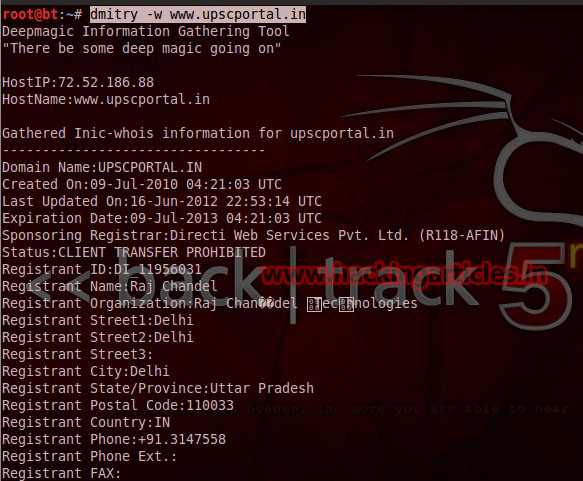 root@bt:~# dmitry -w www.upscportal.in
Deepmagic Information Gathering Tool
"There be some deep magic going on"
HostIP:72.52.186.88
HostName:www.upscportal.in
Gathered Inic-whois information for upscportal.in
---------------------------------
Domain Name:UPSCPORTAL.IN
Created On:09-Jul-2010 04:21:03 UTC
Last Updated On:16-Jun-2012 22:53:14 UTC
Expiration Date:09-Jul-2013 04:21:03 UTC
Sponsoring Registrar:Directi Web Services Pvt. Ltd. (R118-AFIN)
Status:CLIENT TRANSFER PROHIBITED
Registrant ID:DI_11956031
www.hackingarticles.in
Registrant Name:Raj Chandel
<< back | track 5
Registrant Organization:Raj Chan��del Technologies
Registrant Street1:Delhi
Registrant Street2:Delhi
Registrant Street3:
Registrant City:Delhi
Registrant State/Province:Uttar Pradesh
Registrant Postal Code:110033
become, the more you are able to hear
Registrant Country:IN
Registrant Phone:+91.3147558
Registrant Phone Ext.:
Registrant FAX: